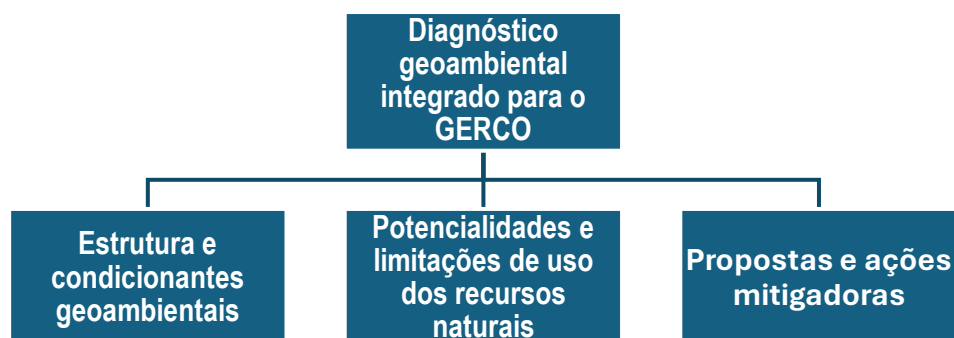 Diagnóstico
geoambiental
integrado para o
GERCO
Estrutura e
condicionantes
geoambientais
Potencialidades e
limitações de uso
dos recursos
naturais
Propostas e ações
mitigadoras